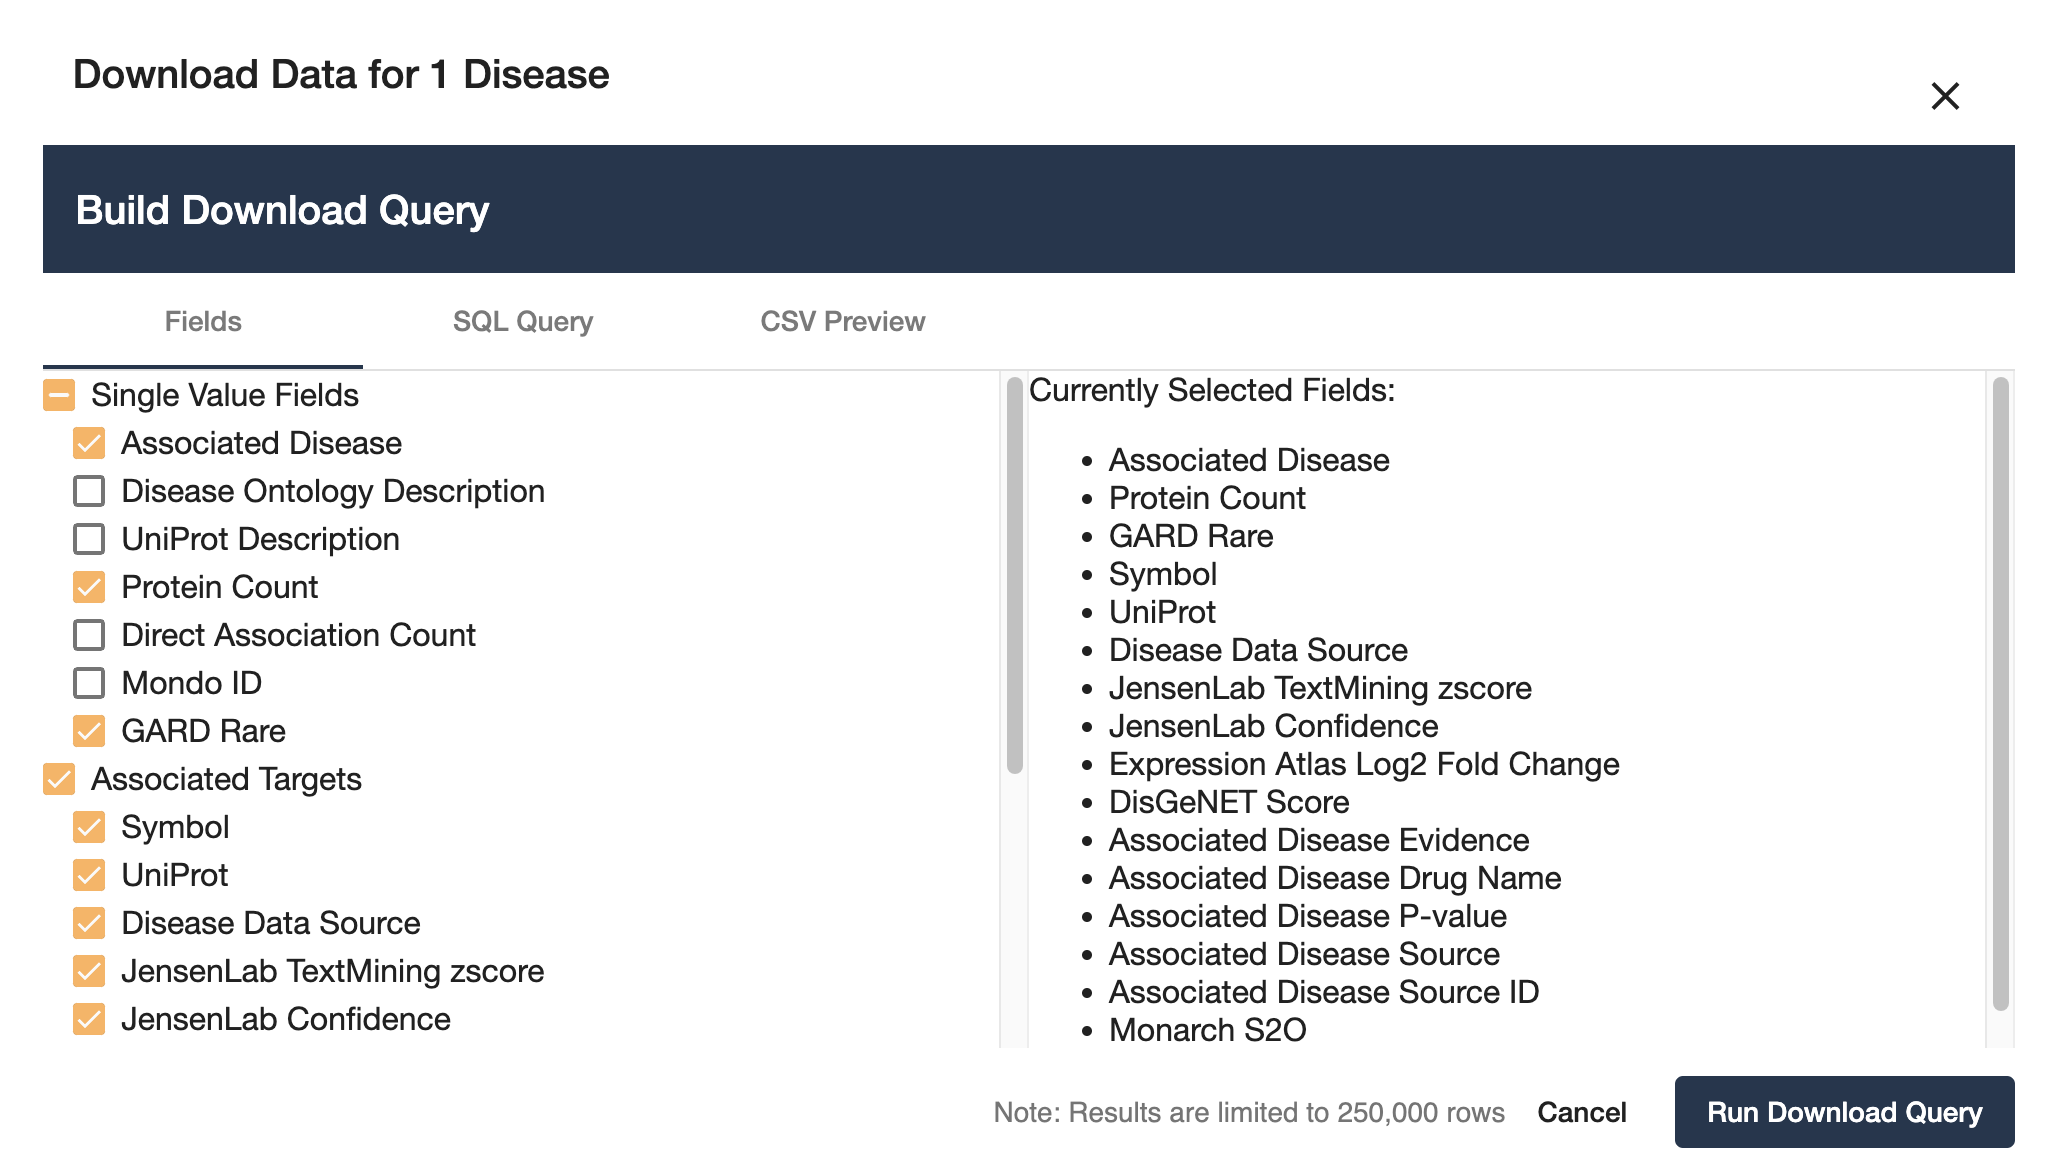 Download Data for 1 Disease
Build Download Query
Fields
SQL Query
CSV Preview
Single Value Fields
Associated Disease
Disease Ontology Description
UniProt Description
Protein Count
Direct Association Count
Mondo ID
GARD Rare
Associated Targets
Symbol
UniProt
Disease Data Source
JensenLab TextMining zscore
JensenLab Confidence
Currently Selected Fields:
Associated Disease
Protein Count
GARD Rare
Symbol
UniProt
Disease Data Source
JensenLab TextMining zscore
JensenLab Confidence
Expression Atlas Log2 Fold Change
DisGeNET Score
Associated Disease Evidence
Associated Disease Drug Name
Associated Disease P-value
Associated Disease Source
Associated Disease Source ID
Monarch S2O
Note: Results are limited to 250,000 rows
Cancel
Run Download Query